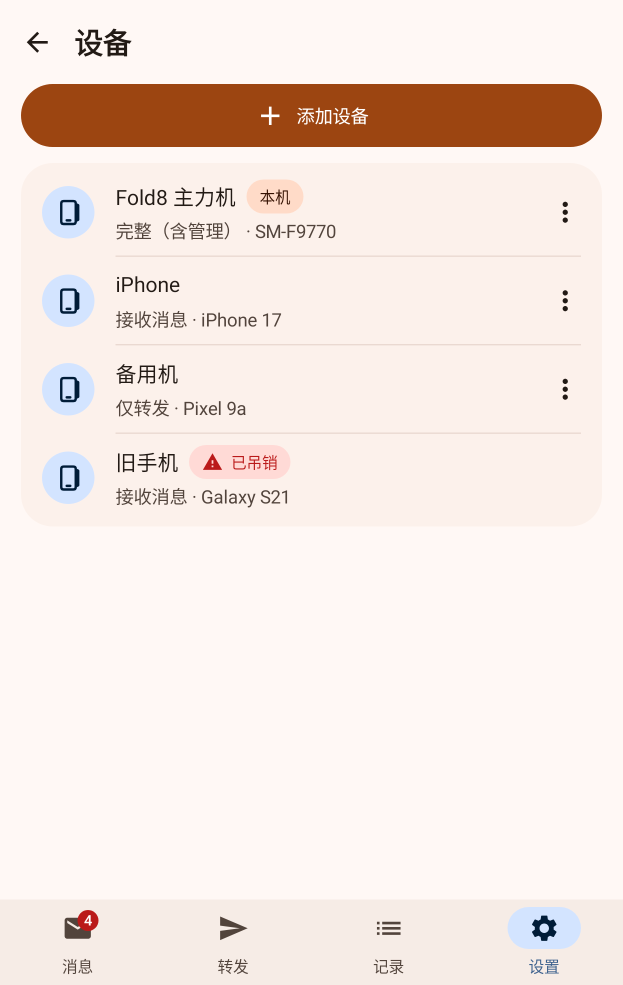 设备
添加设备
Fold8 主力机 本机
完整（含管理） · SM-F9770
iPhone
接收消息 · iPhone 17
备用机
仅转发 · Pixel 9a
旧手机 已吊销
接收消息 · Galaxy S21
4
消息 转发 记录 设置